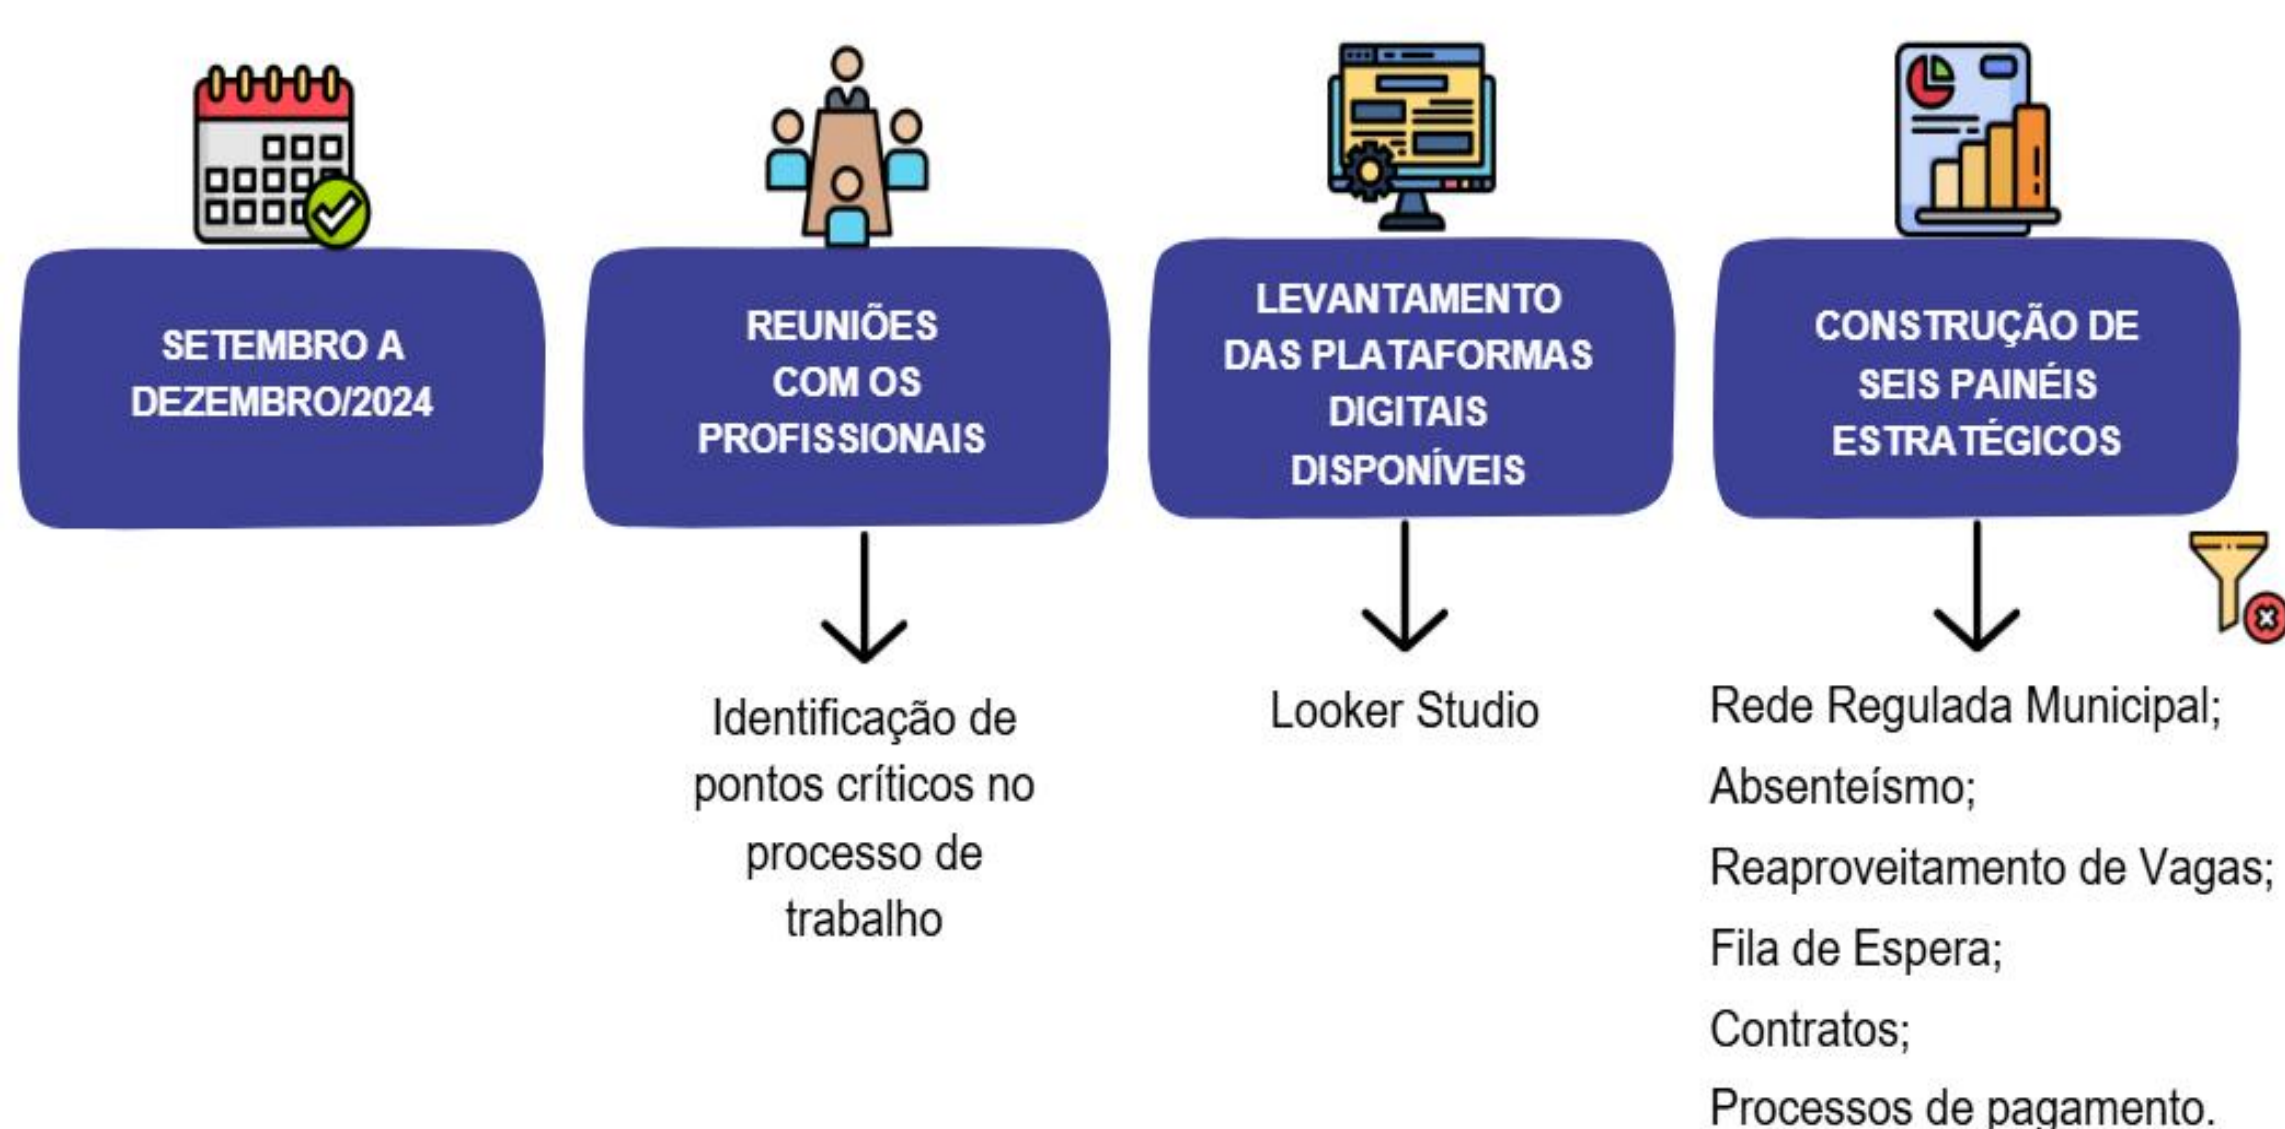 SETEMBRO A
DEZEMBRO/2024
REUNIÕES
COM OS
PROFISSIONAIS
Identificação de
pontos críticos no
processo de
trabalho
LEVANTAMENTO
DAS PLATAFORMAS
DIGITAIS
DISPONÍVEIS
Looker Studio
CONSTRUÇÃO DE
SEIS PAINÉIS
ESTRATÉGICOS
Rede Regulada Municipal;
Absenteísmo;
Reaproveitamento de Vagas;
Fila de Espera;
Contratos;
Processos de pagamento.